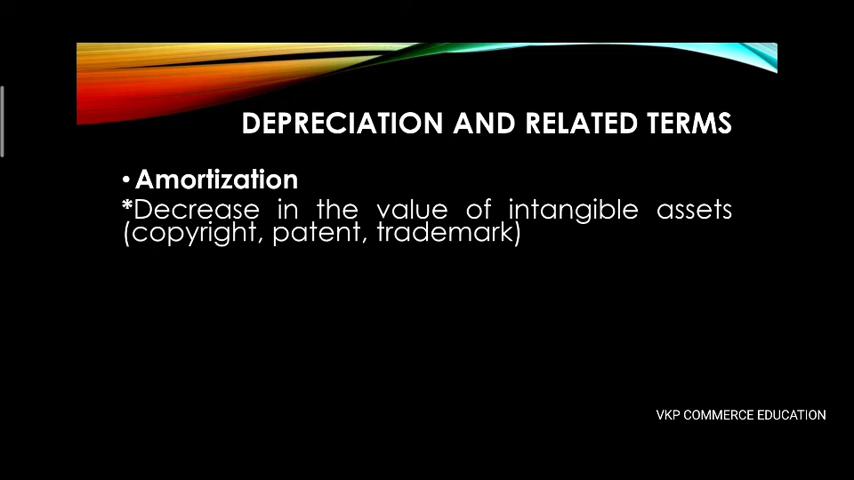 DEPRECIATION AND RELATED TERMS
• Amortization
*Decrease in the value of intangible assets
(copyright, patent, trademark)
VKP COMMERCE EDUCATION